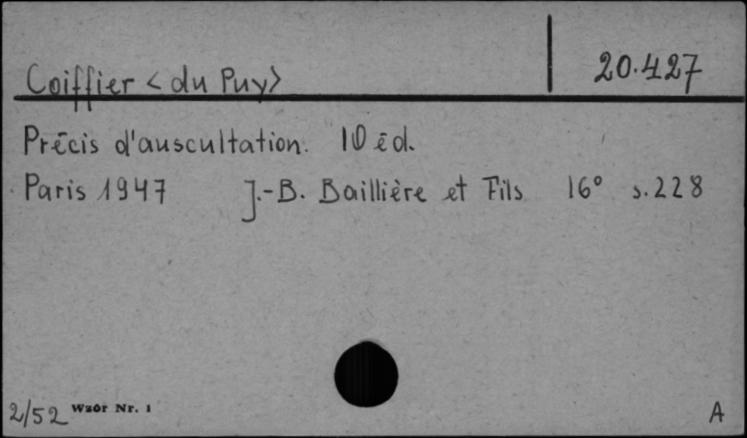 Coiffier < du Puy> 20.427
Précis d'auscultation. 10 éd.
Paris 1947 J.-B. Baillière et Fils 16° s.228
2/52 Wzór Nr. 1 A